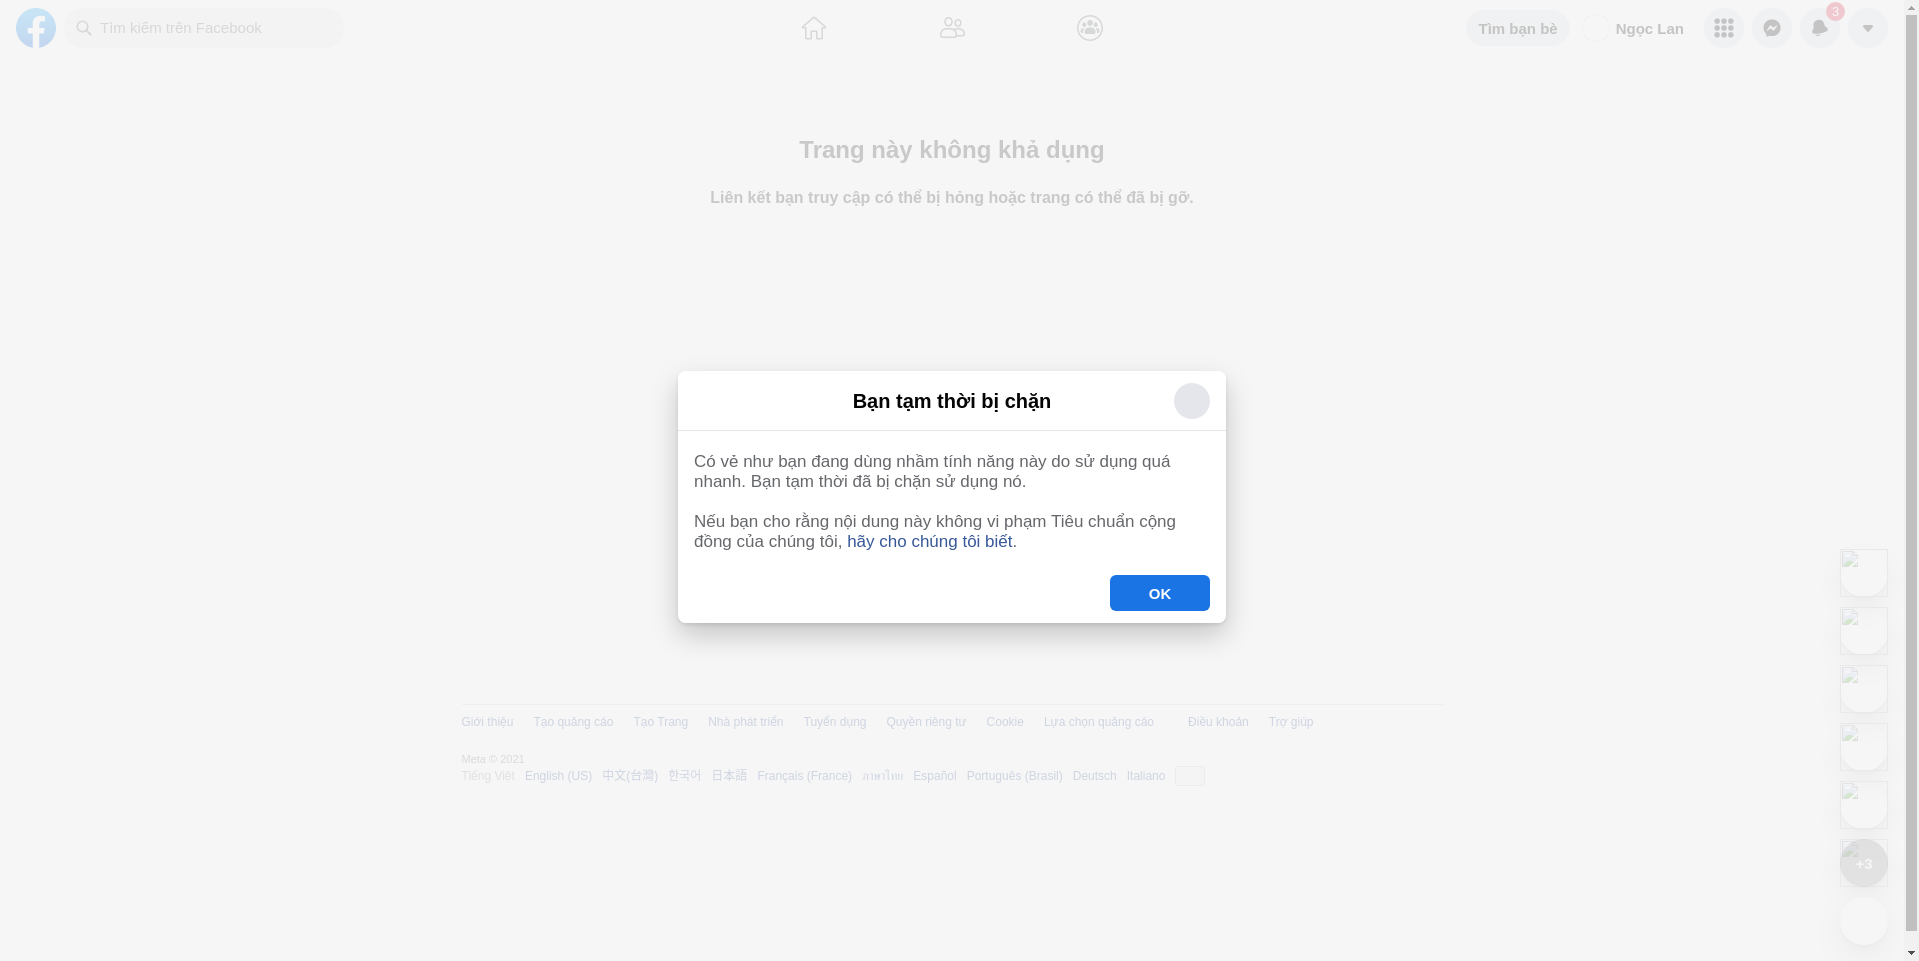 Tìm kiếm trên Facebook
Tìm bạn bè
Ngọc Lan
3
Trang này không khả dụng
Liên kết bạn truy cập có thể bị hỏng hoặc trang có thể đã bị gỡ.
Bạn tạm thời bị chặn
Có vẻ như bạn đang dùng nhầm tính năng này do sử dụng quá
nhanh. Bạn tạm thời đã bị chặn sử dụng nó.
Nếu bạn cho rằng nội dung này không vi phạm Tiêu chuẩn cộng
đồng của chúng tôi, hãy cho chúng tôi biết.
OK
Giới thiệu Tạo quảng cáo Tạo Trang Nhà phát triển Tuyển dụng Quyền riêng tư Cookie Lựa chọn quảng cáo Điều khoản Trợ giúp
Meta © 2021
Tiếng Việt English (US) 中文(台灣) 한국어 日本語 Français (France) ภาษาไทย Español Português (Brasil) Deutsch Italiano
+3